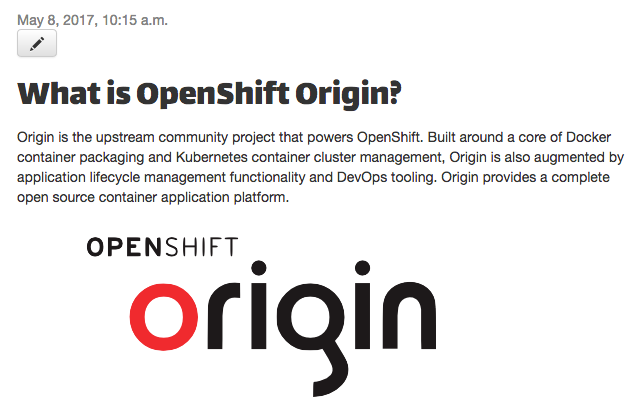 May 8, 2017, 10:15 a.m.
What is OpenShift Origin?
Origin is the upstream community project that powers OpenShift. Built around a core of Docker
container packaging and Kubernetes container cluster management, Origin is also augmented by
application lifecycle management functionality and DevOps tooling. Origin provides a complete
open source container application platform.
OPENSHIFT
origin